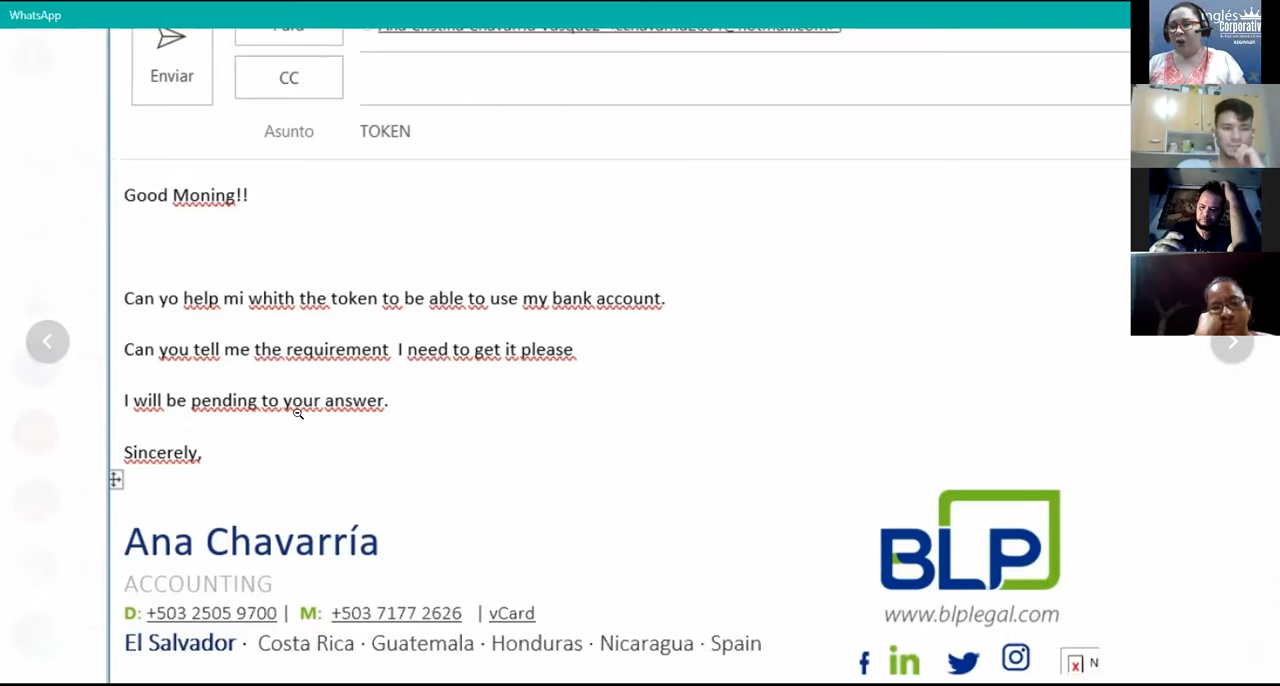 WhatsApp
Inglés
Corporativo
Enviar
CC
Asunto TOKEN
Good Moning!!
Can yo help mi whith the token to be able to use my bank account.
Can you tell me the requirement I need to get it please
I will be pending to your answer.
Sincerely,
Ana Chavarría
ACCOUNTING
D: +503 2505 9700 | M: +503 7177 2626 | vCard
El Salvador · Costa Rica · Guatemala · Honduras · Nicaragua · Spain
BLP
www.blplegal.com
N